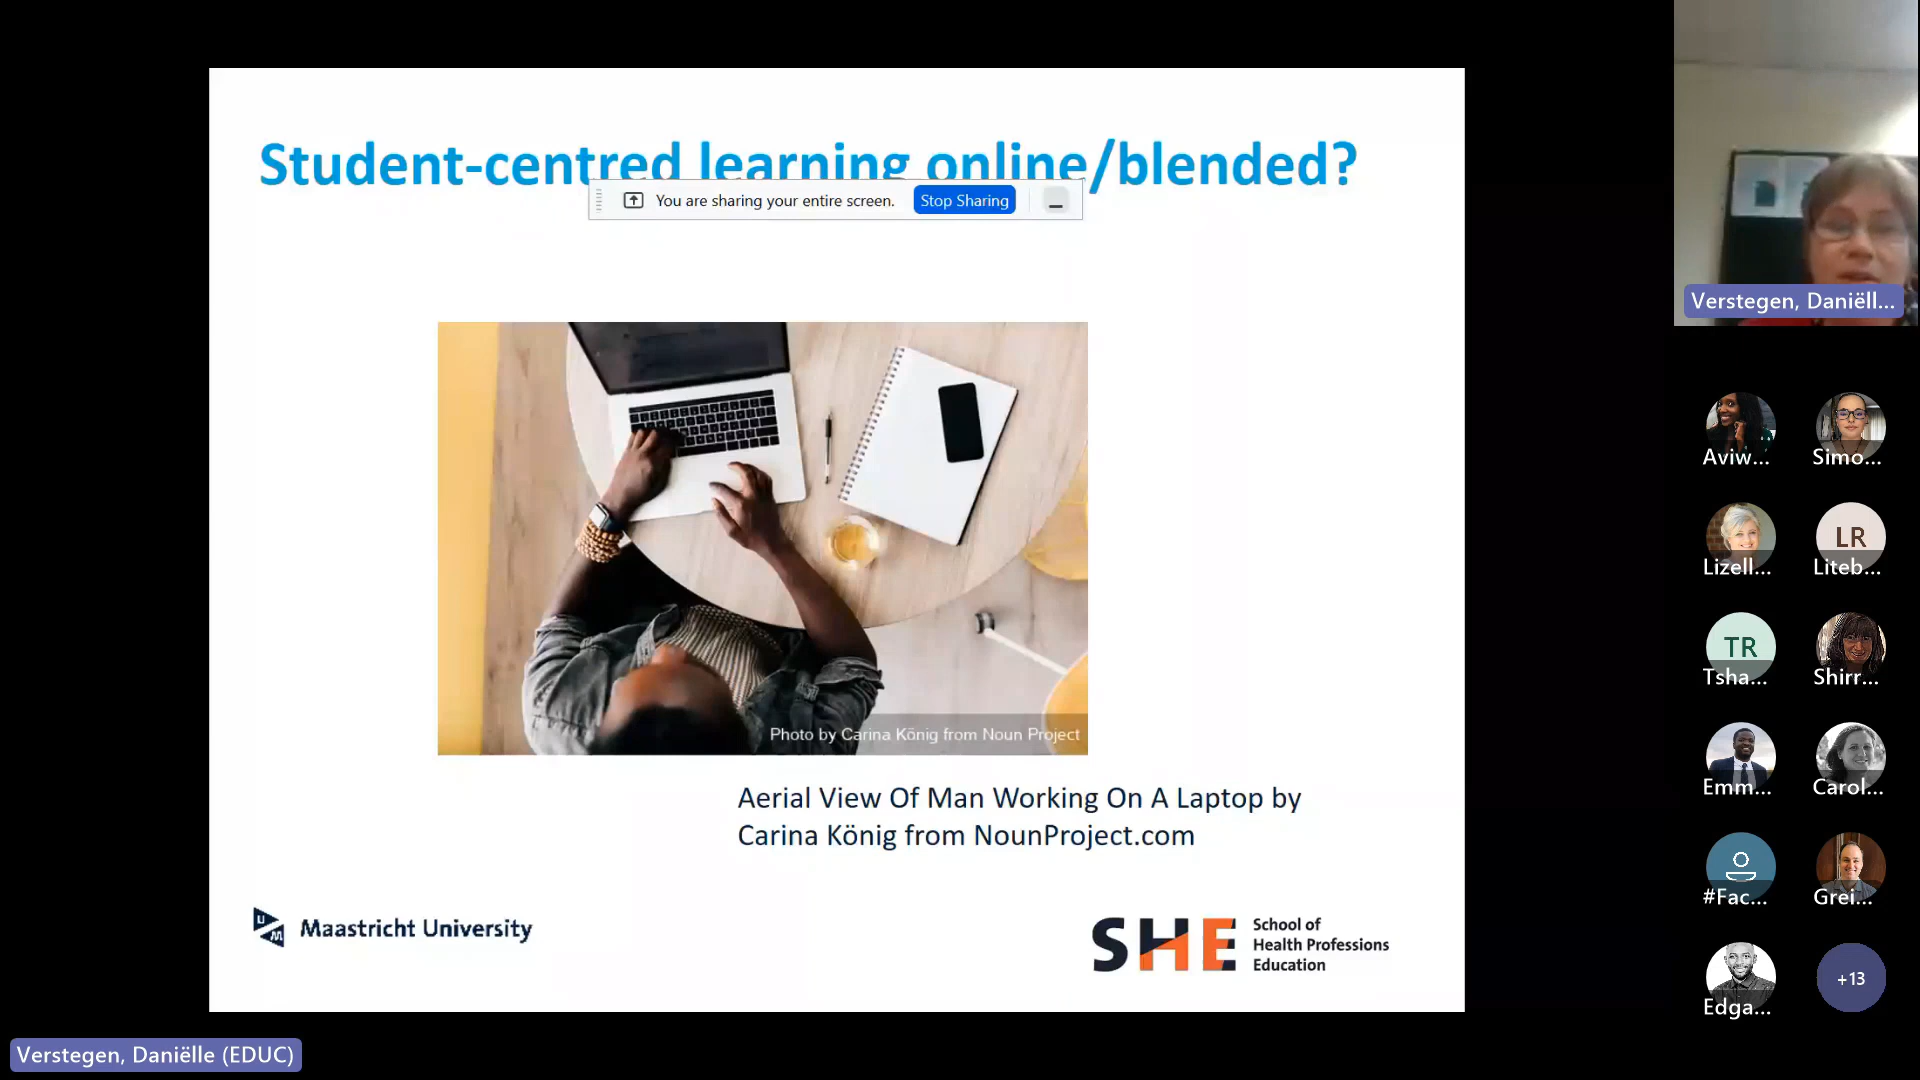 Student-centred learning online/blended?
You are sharing your entire screen.
Stop Sharing
Photo by Carina König from Noun Project
Aerial View Of Man Working On A Laptop by
Carina König from NounProject.com
UM
Maastricht University
SHE
School of
Health Professions
Education
Verstegen, Daniëlle (EDUC)
Verstegen, Daniëll...
Aviw...
Simo...
Lizell...
LR
Liteb...
TR
Tsha...
Shirr...
Emm...
Carol...
#Fac...
Grei...
Edga...
+13